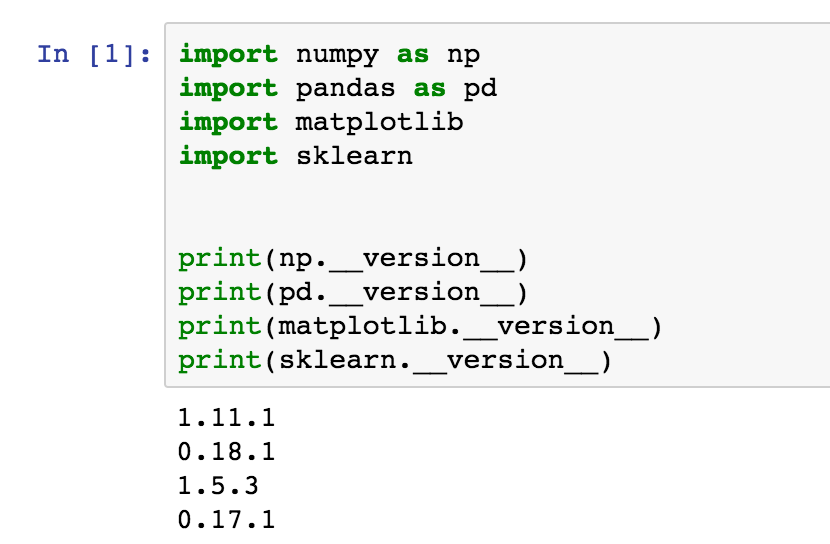 In [1]:
import numpy as np
import pandas as pd
import matplotlib
import sklearn
print(np.__version__)
print(pd.__version__)
print(matplotlib.__version__)
print(sklearn.__version__)
1.11.1
0.18.1
1.5.3
0.17.1